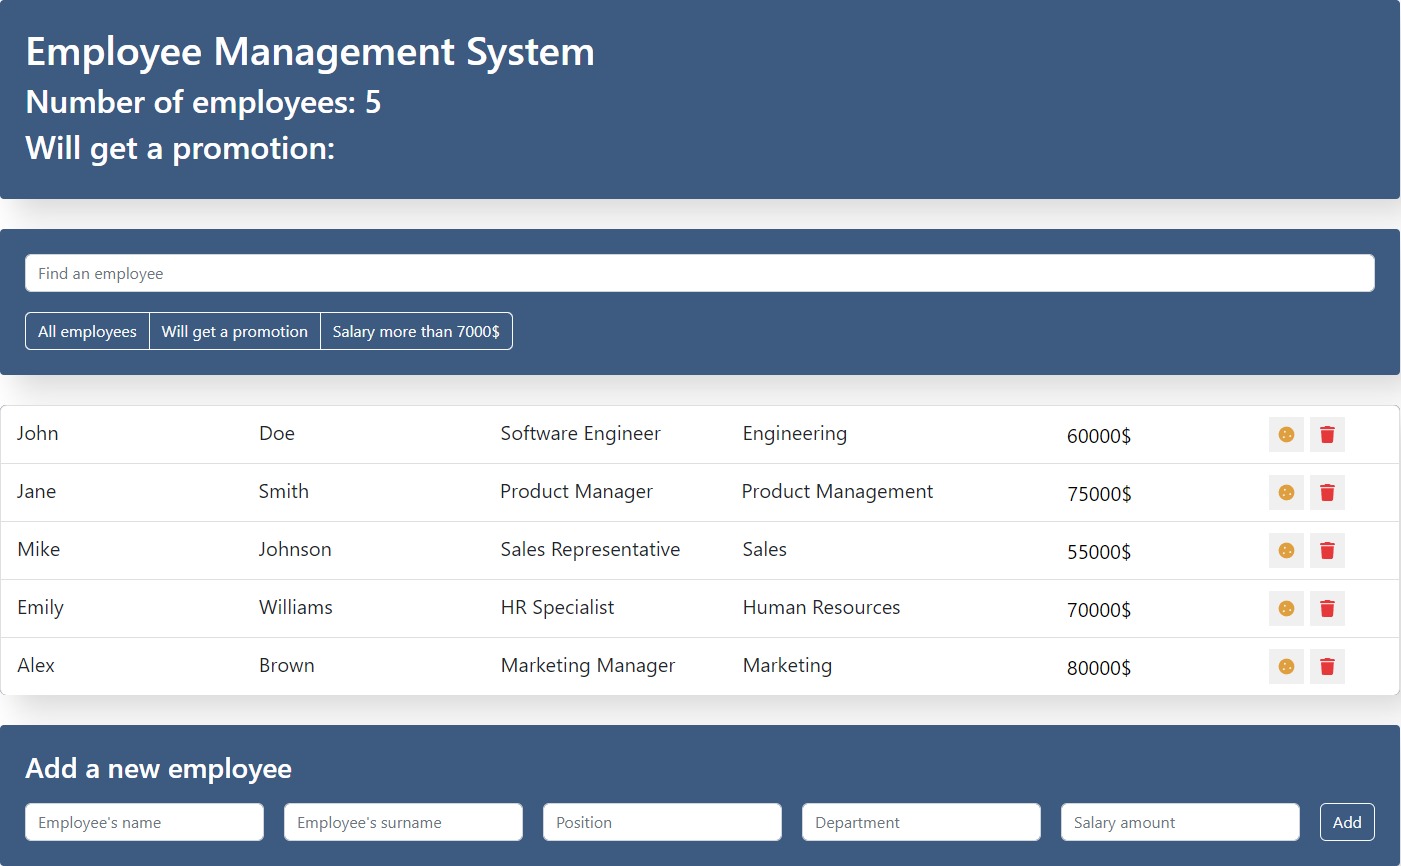 Employee Management System
Number of employees: 5
Will get a promotion:
Find an employee
All employees Will get a promotion Salary more than 7000$
John Doe Software Engineer Engineering 60000$
Jane Smith Product Manager Product Management 75000$
Mike Johnson Sales Representative Sales 55000$
Emily Williams HR Specialist Human Resources 70000$
Alex Brown Marketing Manager Marketing 80000$
Add a new employee
Employee's name Employee's surname Position Department Salary amount Add